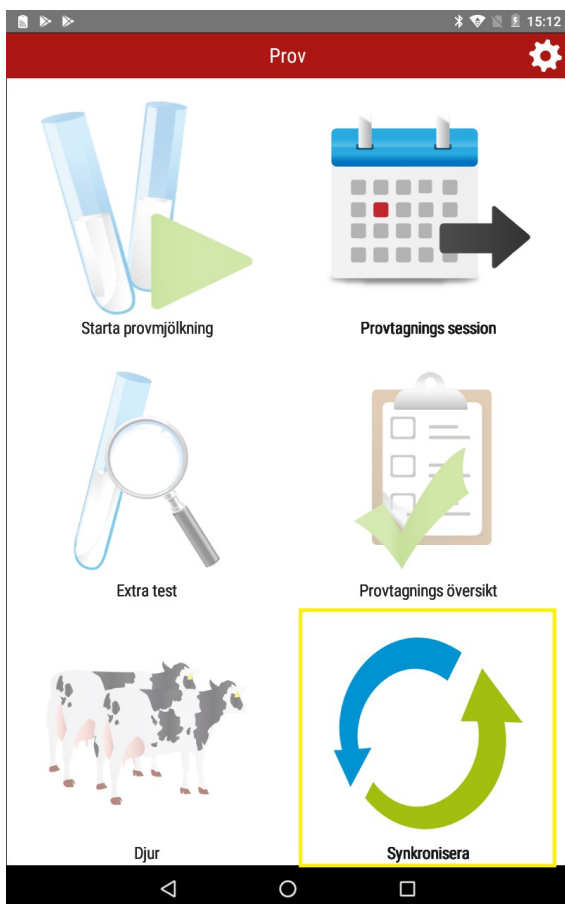 15:12
Prov
Starta provmjölkning
Provtagnings session
Extra test
Provtagnings översikt
Djur
Synkronisera